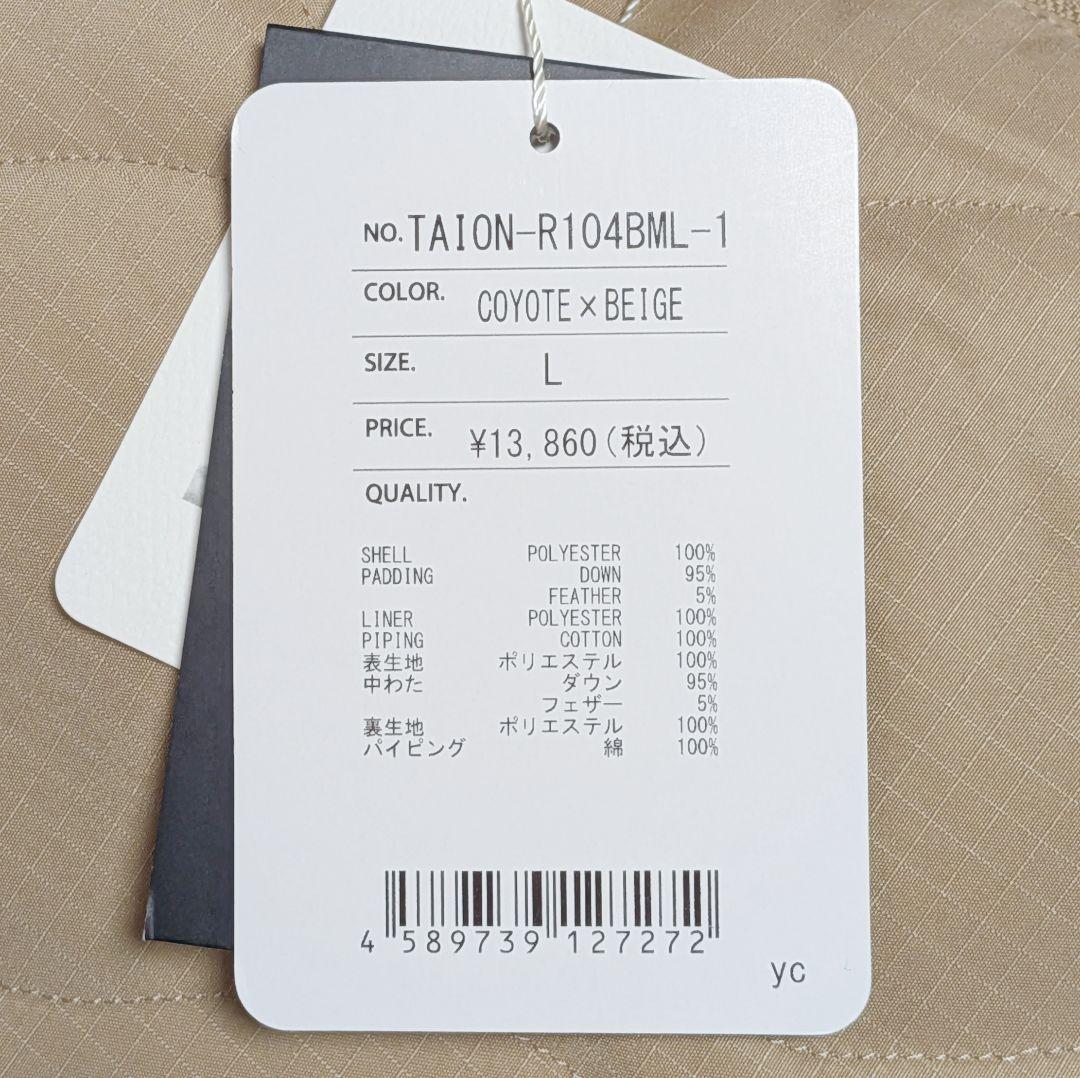 NO. TAION-R104BML-1
COLOR. COYOTE×BEIGE
SIZE. L
PRICE. ¥13,860(税込)
QUALITY.
SHELL POLYESTER 100%
PADDING DOWN 95%
FEATHER 5%
LINER POLYESTER 100%
PIPING COTTON 100%
表生地 ポリエステル 100%
中わた ダウン 95%
フェザー 5%
裏生地 ポリエステル 100%
パイピング 綿 100%
4 589739 127272
yc